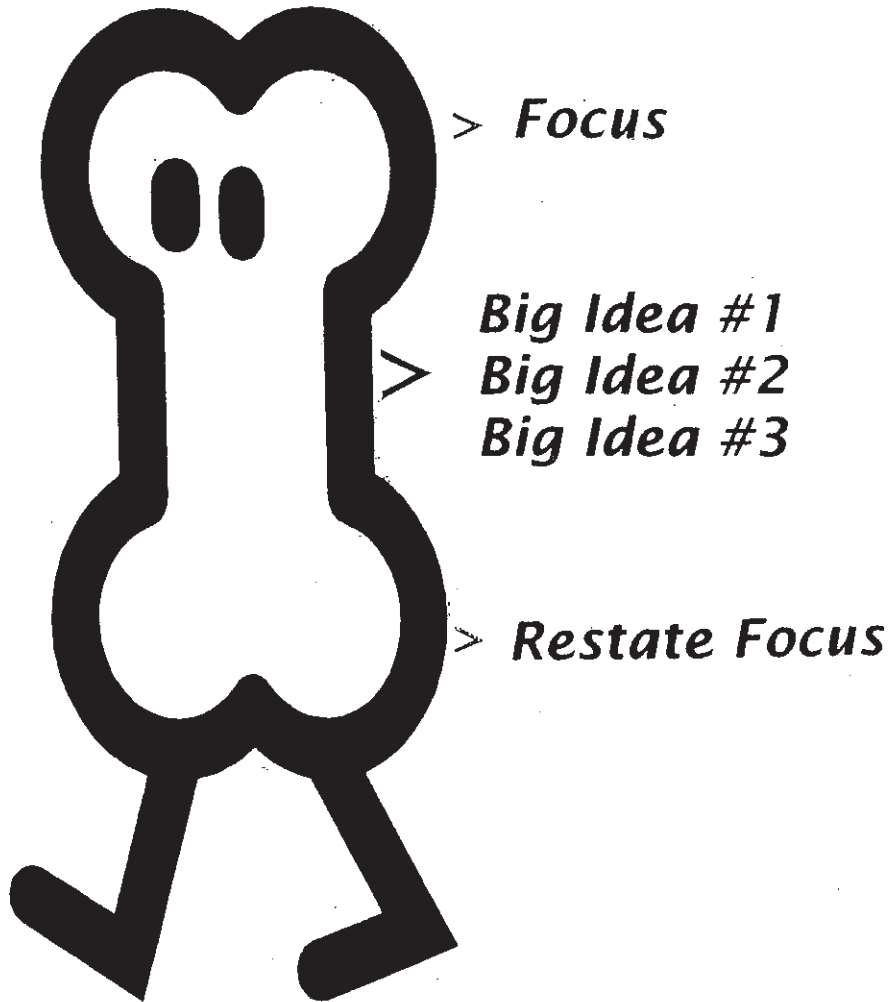 > Focus
Big Idea #1
> Big Idea #2
Big Idea #3
> Restate Focus